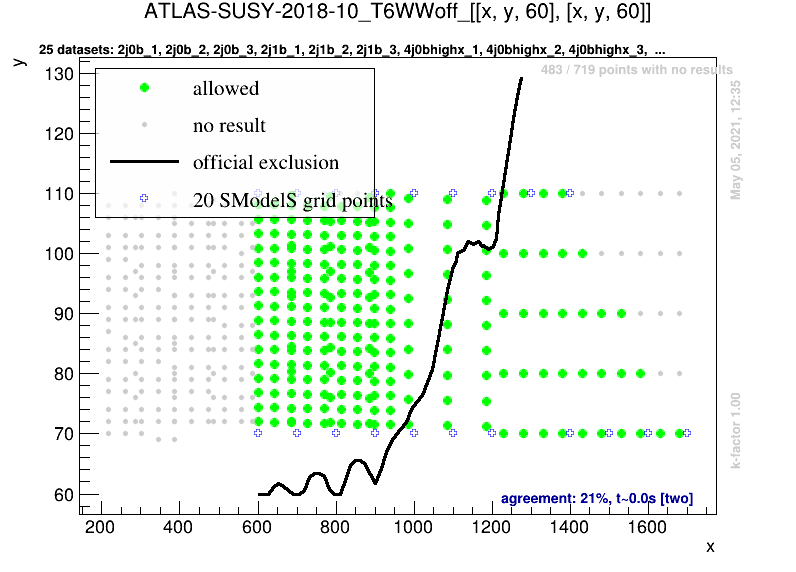 ATLAS-SUSY-2018-10_T6WWoff_[[x, y, 60], [x, y, 60]]
25 datasets: 2j0b_1, 2j0b_2, 2j0b_3, 2j1b_1, 2j1b_2, 2j1b_3, 4j0bhighx_1, 4j0bhighx_2, 4j0bhighx_3, ...
y
483 / 719 points with no results
allowed
no result
official exclusion
20 SModelS grid points
130
120
110
100
90
80
70
60
May 05, 2021, 12:35
k-factor 1.00
agreement: 21%, t~0.0s [two]
200 400 600 800 1000 1200 1400 1600
x